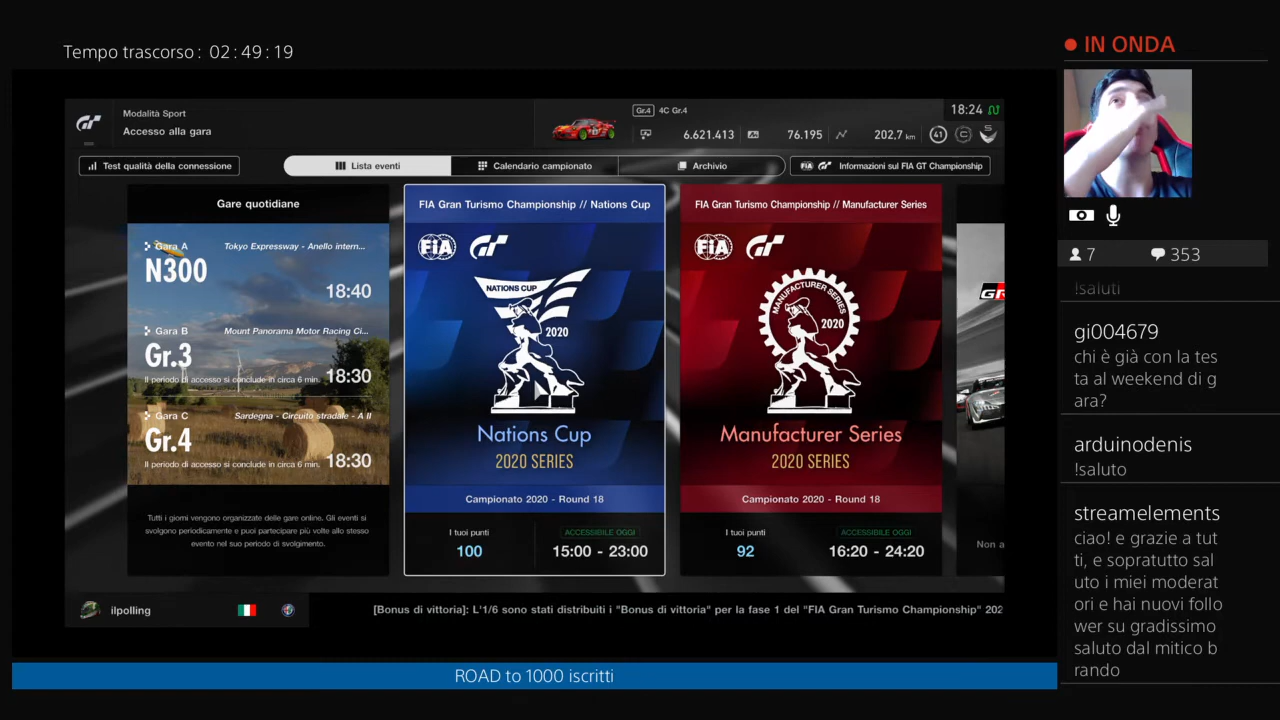 Tempo trascorso : 02 : 49 : 19
IN ONDA
Modalità Sport
Accesso alla gara
Gr.4 4C Gr.4
18:24
6.621.413 76.195 202,7 km 41 C S
Test qualità della connessione
Lista eventi
Calendario campionato
Archivio
FIA Informazioni sul FIA GT Championship
Gare quotidiane
Gara A Tokyo Expressway - Anello intern...
N300
18:40
Gara B Mount Panorama Motor Racing Ci...
Gr.3
Il periodo di accesso si conclude in circa 6 min. 18:30
Gara C Sardegna - Circuito stradale - A II
Gr.4
Il periodo di accesso si conclude in circa 6 min. 18:30
Tutti i giorni vengono organizzate delle gare online. Gli eventi si
svolgono periodicamente e puoi partecipare più volte allo stesso
evento nel suo periodo di svolgimento.
FIA Gran Turismo Championship // Nations Cup
FIA GT
NATIONS CUP
2020
Nations Cup
2020 SERIES
Campionato 2020 - Round 18
I tuoi punti
100
ACCESSIBILE OGGI
15:00 - 23:00
FIA Gran Turismo Championship // Manufacturer Series
FIA GT
MANUFACTURER SERIES
2020
Manufacturer Series
2020 SERIES
Campionato 2020 - Round 18
I tuoi punti
92
ACCESSIBILE OGGI
16:20 - 24:20
GR
Non a
ilpolling
[Bonus di vittoria]: L'1/6 sono stati distribuiti i "Bonus di vittoria" per la fase 1 del "FIA Gran Turismo Championship" 202
ROAD to 1000 iscritti
7 353
!saluti
gi004679
chi è già con la tes
ta al weekend di g
ara?
arduinodenis
!saluto
streamelements
ciao! e grazie a tut
ti, e sopratutto sal
uto i miei moderat
ori e hai nuovi follo
wer su gradissimo
saluto dal mitico b
rando